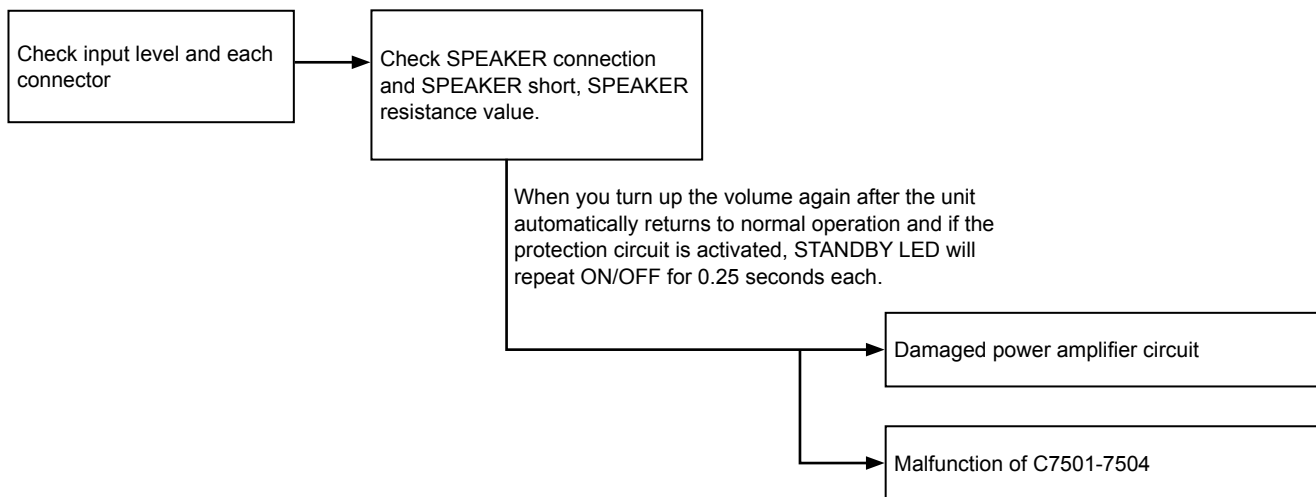 Check input level and each
connector
Check SPEAKER connection
and SPEAKER short, SPEAKER
resistance value.
When you turn up the volume again after the unit
automatically returns to normal operation and if the
protection circuit is activated, STANDBY LED will
repeat ON/OFF for 0.25 seconds each.
Damaged power amplifier circuit
Malfunction of C7501-7504